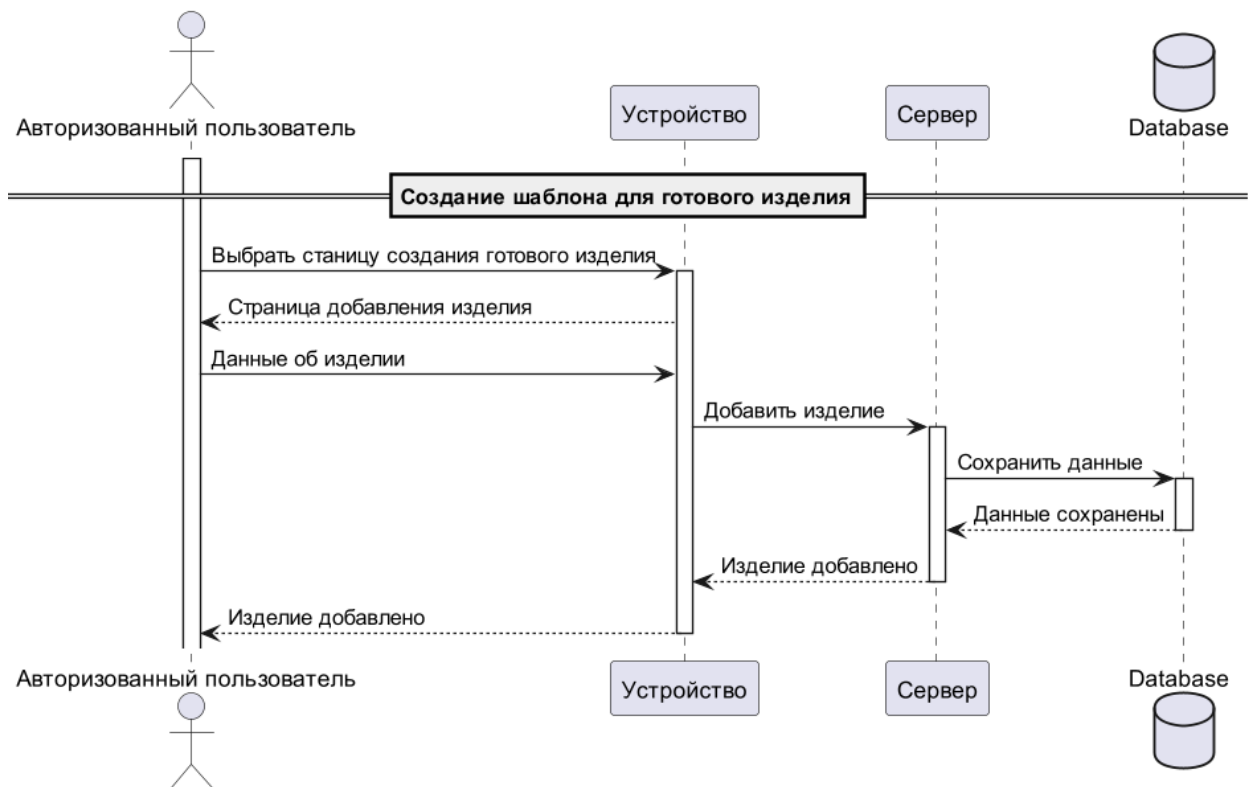 Авторизованный пользователь
Устройство
Сервер
Database
Создание шаблона для готового изделия
Выбрать станицу создания готового изделия
Страница добавления изделия
Данные об изделии
Добавить изделие
Сохранить данные
Данные сохранены
Изделие добавлено
Изделие добавлено
Авторизованный пользователь
Устройство
Сервер
Database